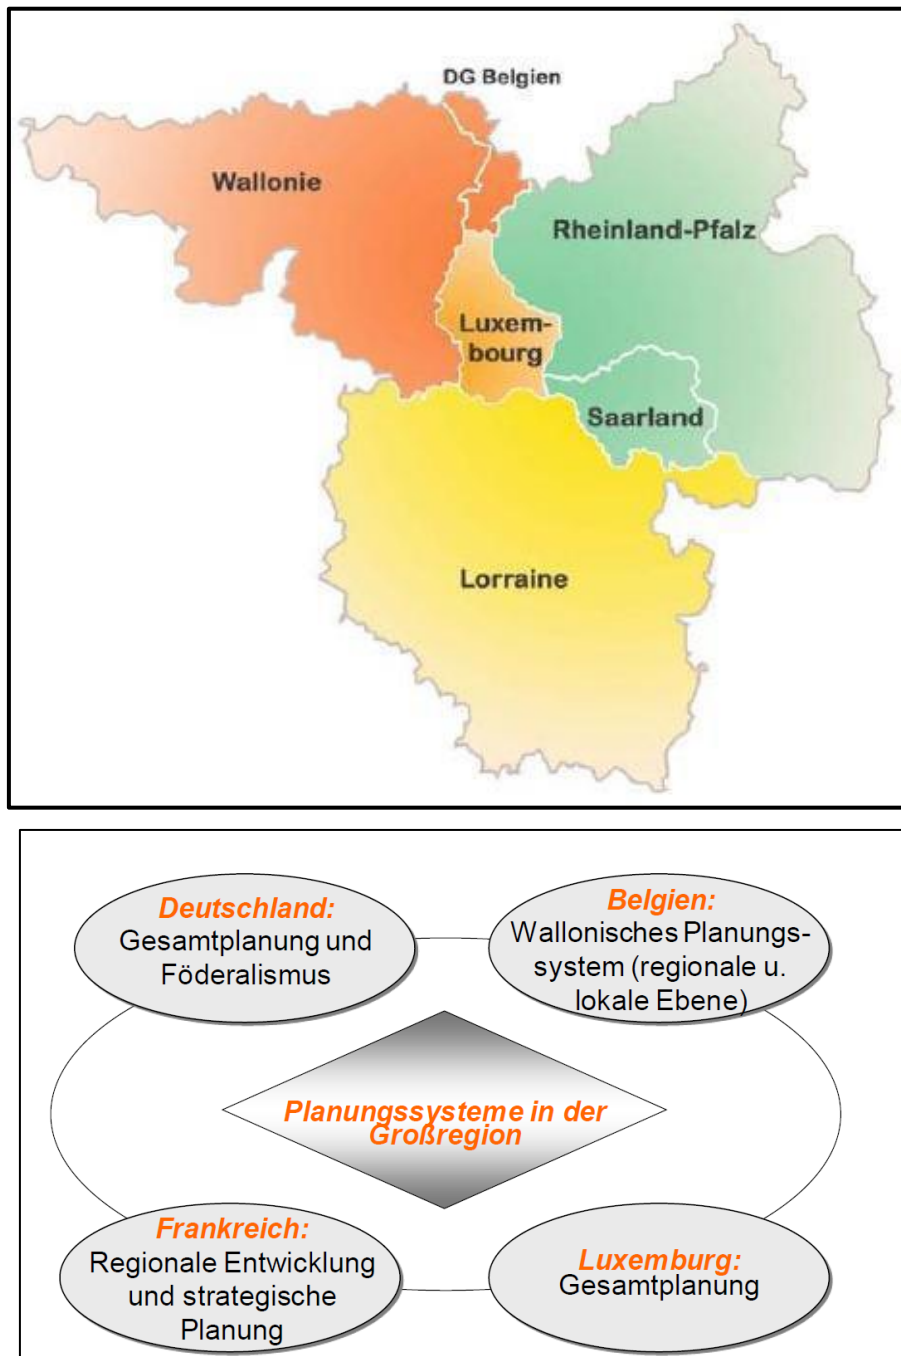 DG Belgien
Wallonie
Rheinland-Pfalz
Luxem-
bourg
Saarland
Lorraine
Deutschland:
Gesamtplanung und
Föderalismus
Belgien:
Wallonisches Planungs-
system (regionale u.
lokale Ebene)
Planungssysteme in der
Großregion
Frankreich:
Regionale Entwicklung
und strategische
Planung
Luxemburg:
Gesamtplanung